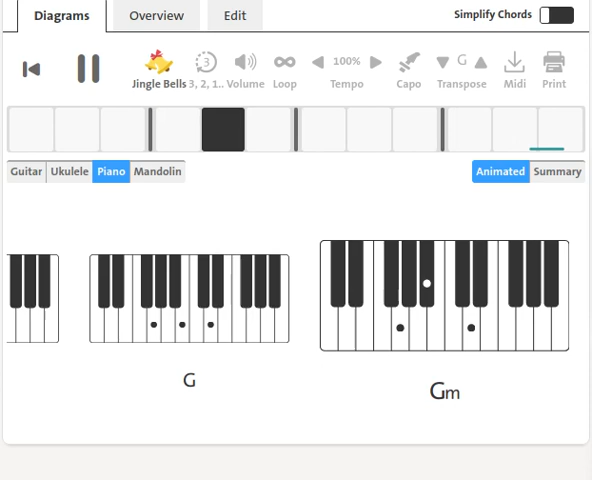 Diagrams Overview Edit Simplify Chords
3 100% G
Jingle Bells 3, 2, 1.. Volume Loop Tempo Capo Transpose Midi Print
Guitar Ukulele Piano Mandolin Animated Summary
G
Gm